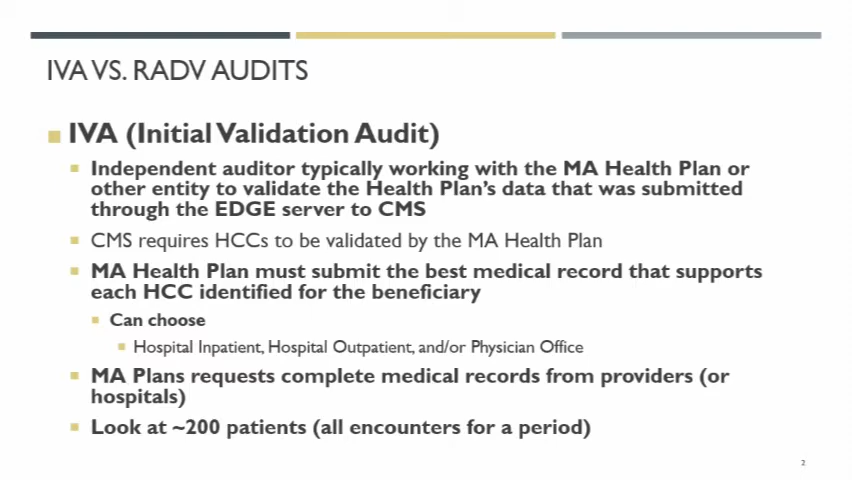 IVA VS. RADV AUDITS
IVA (Initial Validation Audit)
Independent auditor typically working with the MA Health Plan or
other entity to validate the Health Plan's data that was submitted
through the EDGE server to CMS
CMS requires HCCs to be validated by the MA Health Plan
MA Health Plan must submit the best medical record that supports
each HCC identified for the beneficiary
Can choose
Hospital Inpatient, Hospital Outpatient, and/or Physician Office
MA Plans requests complete medical records from providers (or
hospitals)
Look at ~200 patients (all encounters for a period)
2